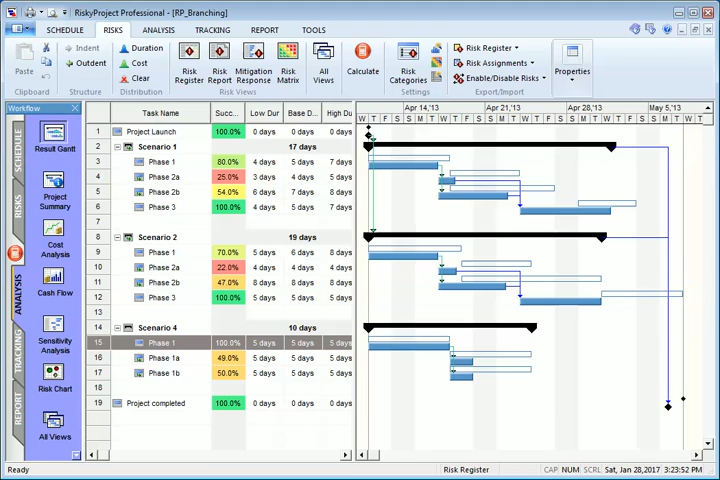 RiskyProject Professional - [RP_Branching]
SCHEDULE RISKS ANALYSIS TRACKING REPORT TOOLS
Paste
Indent
Outdent
Duration
Cost
Clear
Risk Register
Risk Report
Mitigation Response
Risk Matrix
All Views
Calculate
Risk Categories
Risk Register
Risk Assignments
Enable/Disable Risks
Properties
Clipboard Structure Distribution Risk Views Settings Export/Import
Workflow
SCHEDULE
RISKS
ANALYSIS
TRACKING
REPORT
Result Gantt
Project Summary
Cost Analysis
Cash Flow
Sensitivity Analysis
Risk Chart
All Views
Task Name Succ... Low Dur Base D... High Du
Apr 14,'13 Apr 21,'13 Apr 28,'13 May 5,'13
W T F S S M T W T F S S M T W T F S S M T W T F S S M T W
1 Project Launch 100.0% 0 days 0 days 0 days
2 Scenario 1 17 days
3 Phase 1 80.0% 4 days 5 days 7 days
4 Phase 2a 25.0% 3 days 4 days 5 days
5 Phase 2b 54.0% 6 days 7 days 8 days
6 Phase 3 100.0% 5 days 5 days 5 days
7
8 Scenario 2 19 days
9 Phase 1 70.0% 5 days 6 days 8 days
10 Phase 2a 22.0% 4 days 4 days 4 days
11 Phase 2b 47.0% 8 days 8 days 8 days
12 Phase 3 100.0% 5 days 5 days 5 days
13
14 Scenario 4 10 days
15 Phase 1 100.0% 5 days 5 days 5 days
16 Phase 1a 49.0% 5 days 5 days 5 days
17 Phase 1b 50.0% 5 days 5 days 5 days
18
19 Project completed 100.0% 0 days 0 days 0 days
Ready Risk Register CAP NUM SCRL Sat, Jan 28,2017 3:23:52 PM